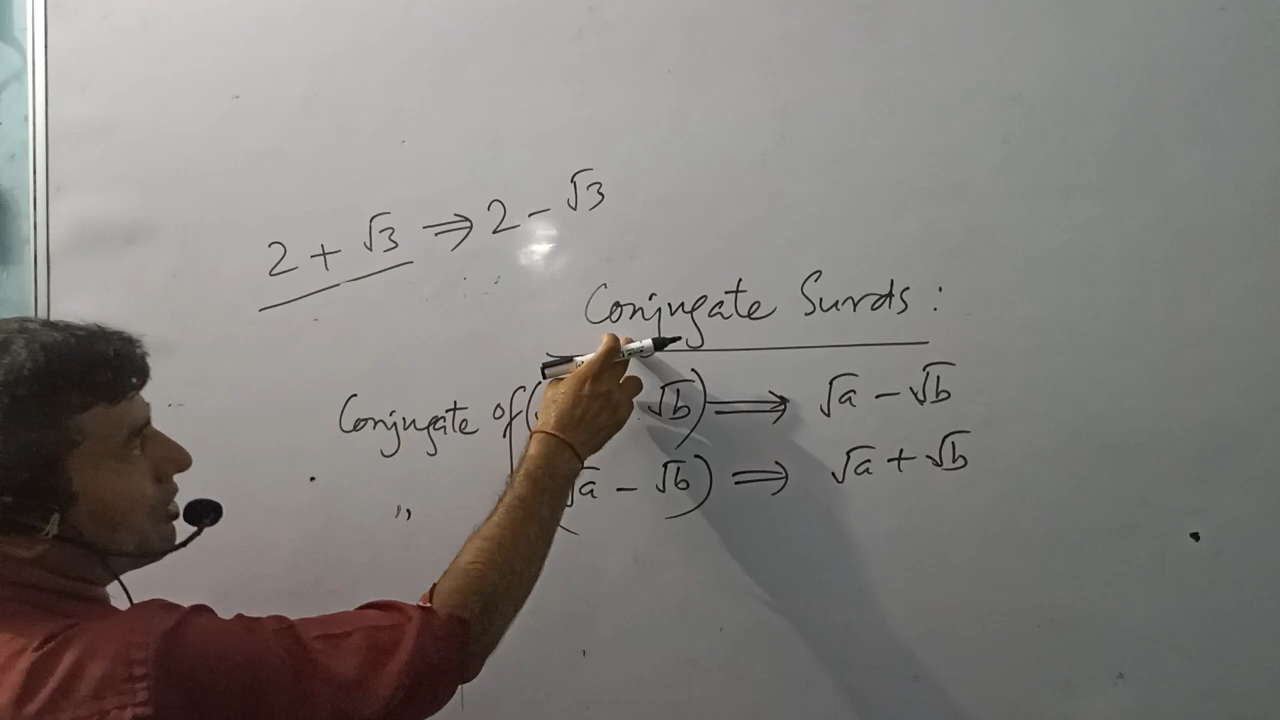 2 + √3 ⇒ 2 - √3
Conjugate Surds :
Conjugate of ( √b) ⇒ √a - √b
,, √a - √b) ⇒ √a + √b